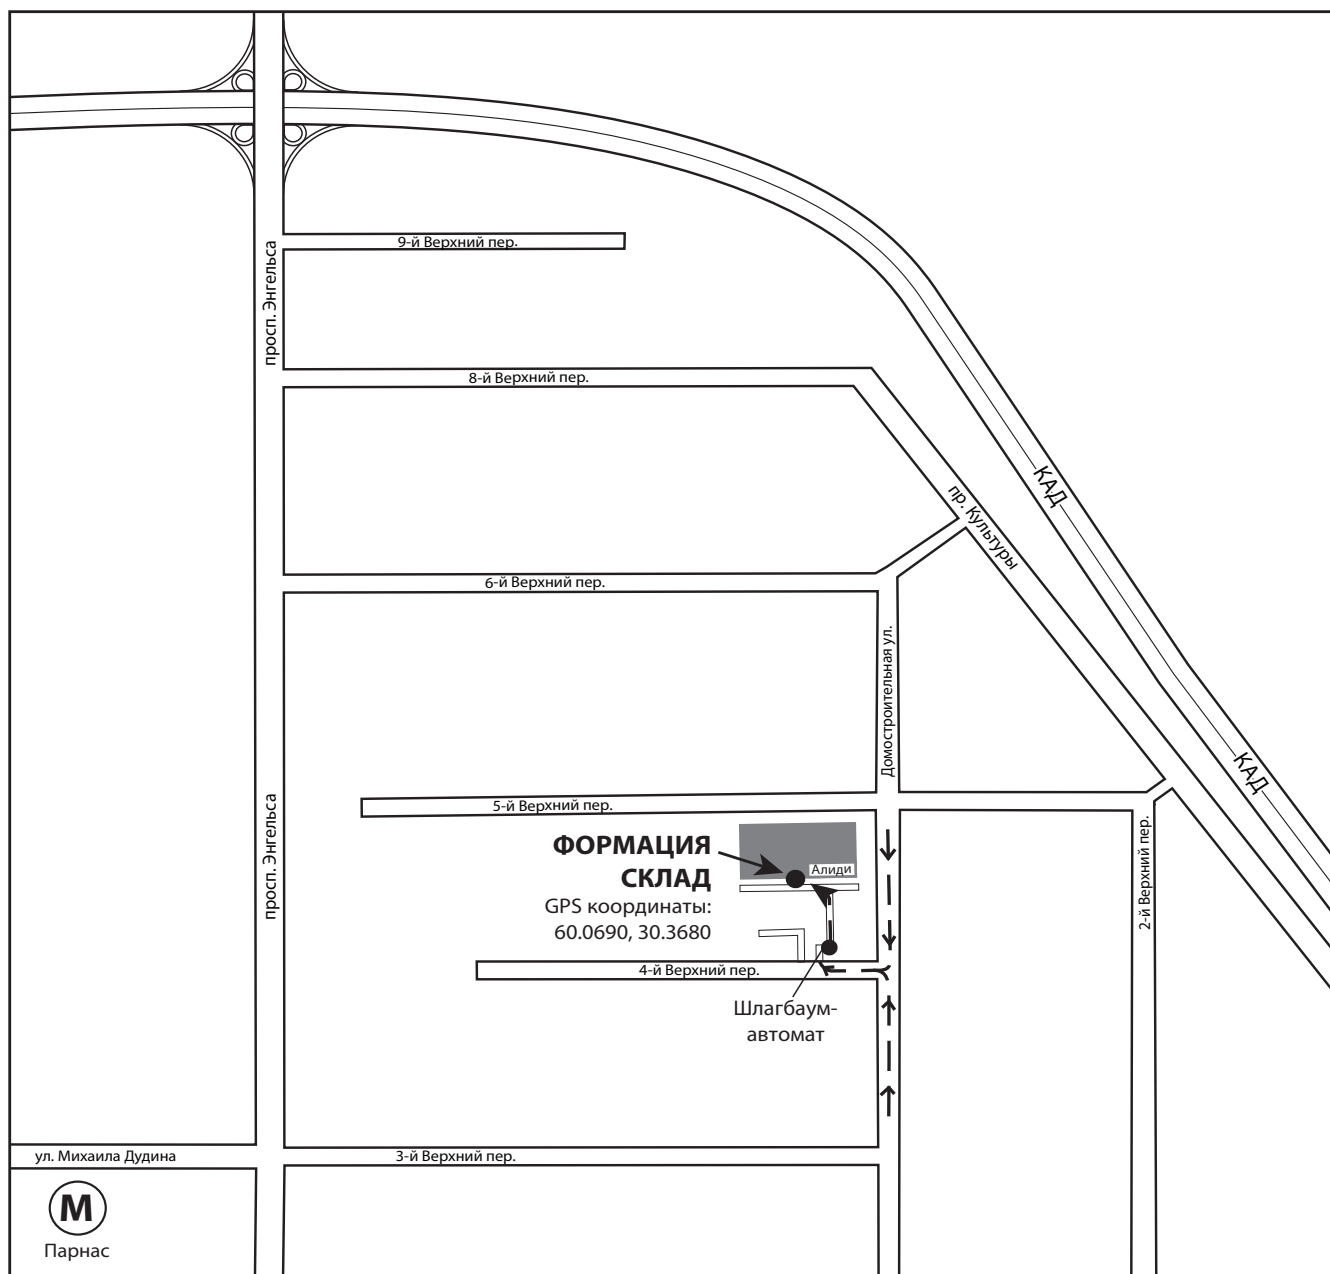 9-й Верхний пер.
просп. Энгельса
8-й Верхний пер.
КАД
пр. Культуры
6-й Верхний пер.
Домостроительная ул.
КАД
5-й Верхний пер.
просп. Энгельса
2-й Верхний пер.
ФОРМАЦИЯ
СКЛАД
Алиди
GPS координаты:
60.0690, 30.3680
4-й Верхний пер.
Шлагбаум-
автомат
ул. Михаила Дудина
3-й Верхний пер.
М
Парнас